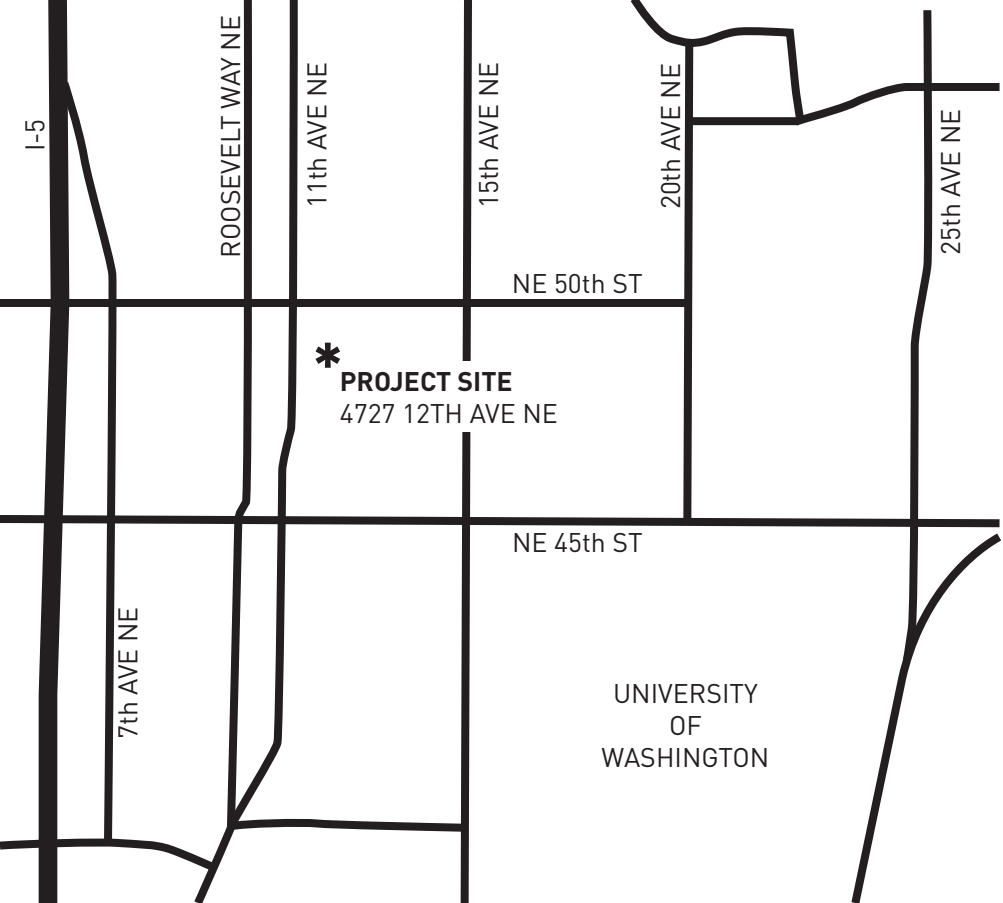 I-5
ROOSEVELT WAY NE
11th AVE NE
15th AVE NE
20th AVE NE
25th AVE NE
NE 50th ST
*
PROJECT SITE
4727 12TH AVE NE
NE 45th ST
7th AVE NE
UNIVERSITY
OF
WASHINGTON